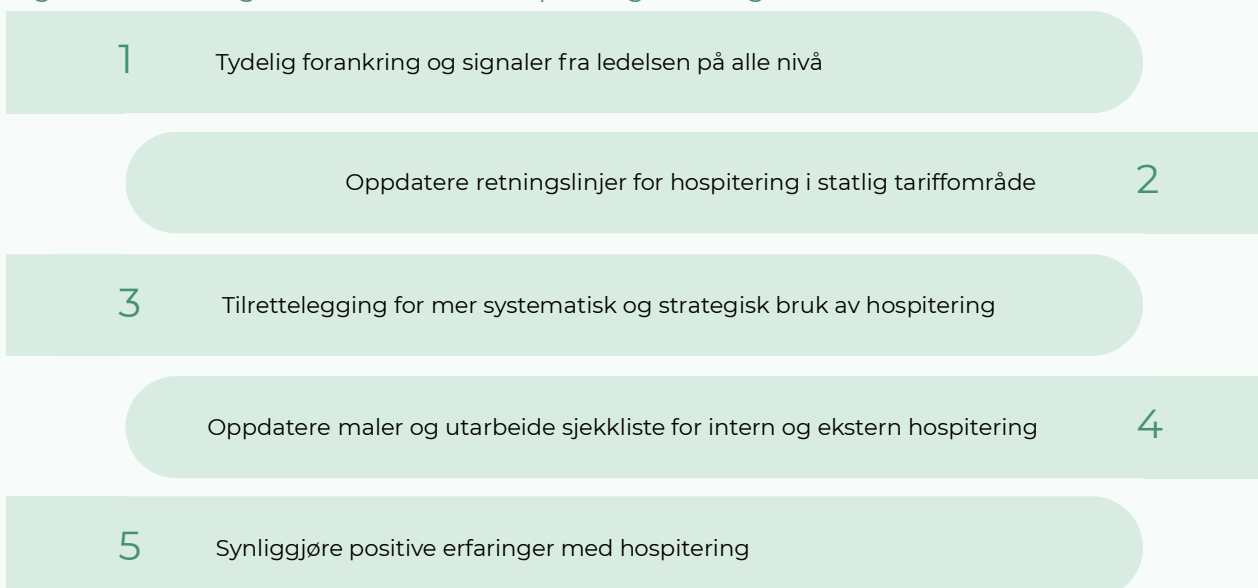 1
Tydelig forankring og signaler fra ledelsen på alle nivå
Oppdatere retningslinjer for hospitering i statlig tariffområde
2
3
Tilrettelegging for mer systematisk og strategisk bruk av hospitering
Oppdatere maler og utarbeide sjekkliste for intern og ekstern hospitering
4
5
Synliggjøre positive erfaringer med hospitering